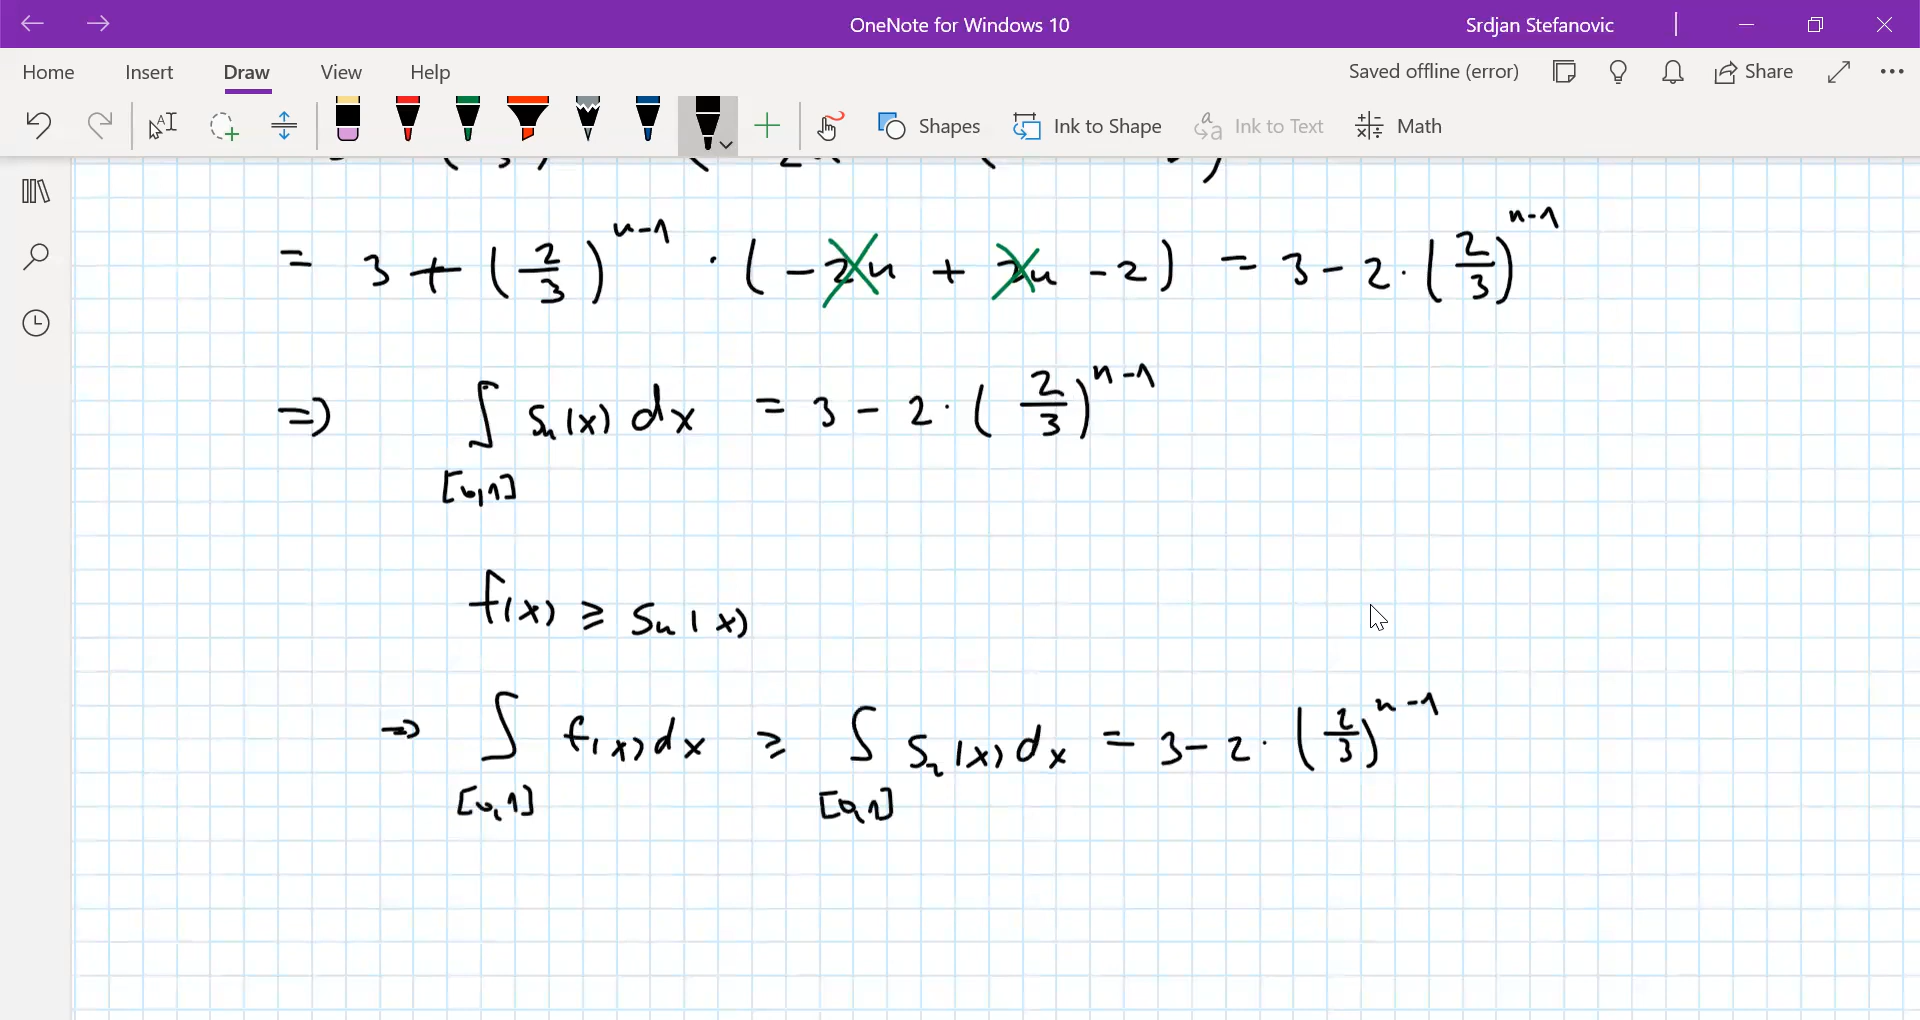 OneNote for Windows 10
Srdjan Stefanovic
Home Insert Draw View Help
Saved offline (error) Share
Shapes Ink to Shape Ink to Text Math
= 3 + (2/3)^{n-1} · (-2n + 2n - 2) = 3 - 2 · (2/3)^{n-1}
=> ∫_{[0,1]} S_n(x) dx = 3 - 2 · (2/3)^{n-1}
f(x) ≥ S_n(x)
=> ∫_{[0,1]} f(x) dx ≥ ∫_{[0,1]} S_n(x) dx = 3 - 2 · (2/3)^{n-1}